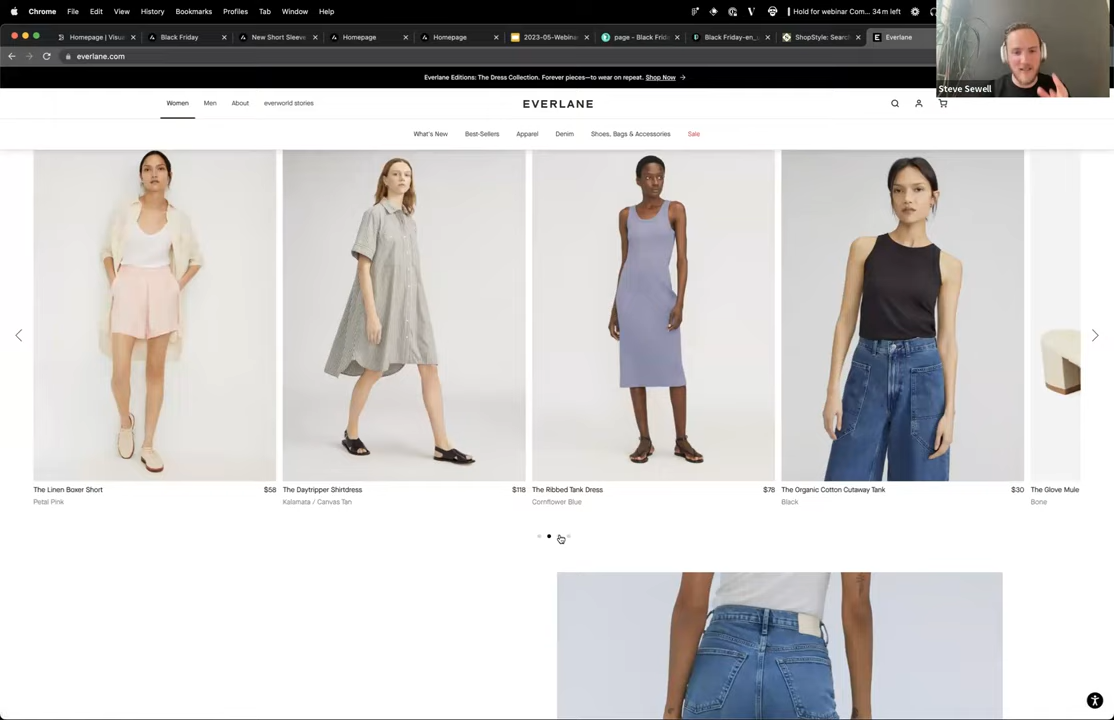 Chrome File Edit View History Bookmarks Profiles Tab Window Help
V Hold for webinar Com... 34m left
Homepage | Visua
Black Friday
New Short Sleeve
Homepage
Homepage
2023-05-Webina
page - Black Frid
Black Friday-en_u
ShopStyle: Search
Everlane
everlane.com
Steve Sewell
Everlane Editions: The Dress Collection. Forever pieces—to wear on repeat. Shop Now →
Women Men About everworld stories
EVERLANE
What's New Best-Sellers Apparel Denim Shoes, Bags & Accessories Sale
The Linen Boxer Short $58
Petal Pink
The Daytripper Shirtdress $118
Kalamata / Canvas Tan
The Ribbed Tank Dress $78
Cornflower Blue
The Organic Cotton Cutaway Tank $30
Black
The Glove Mule
Bone